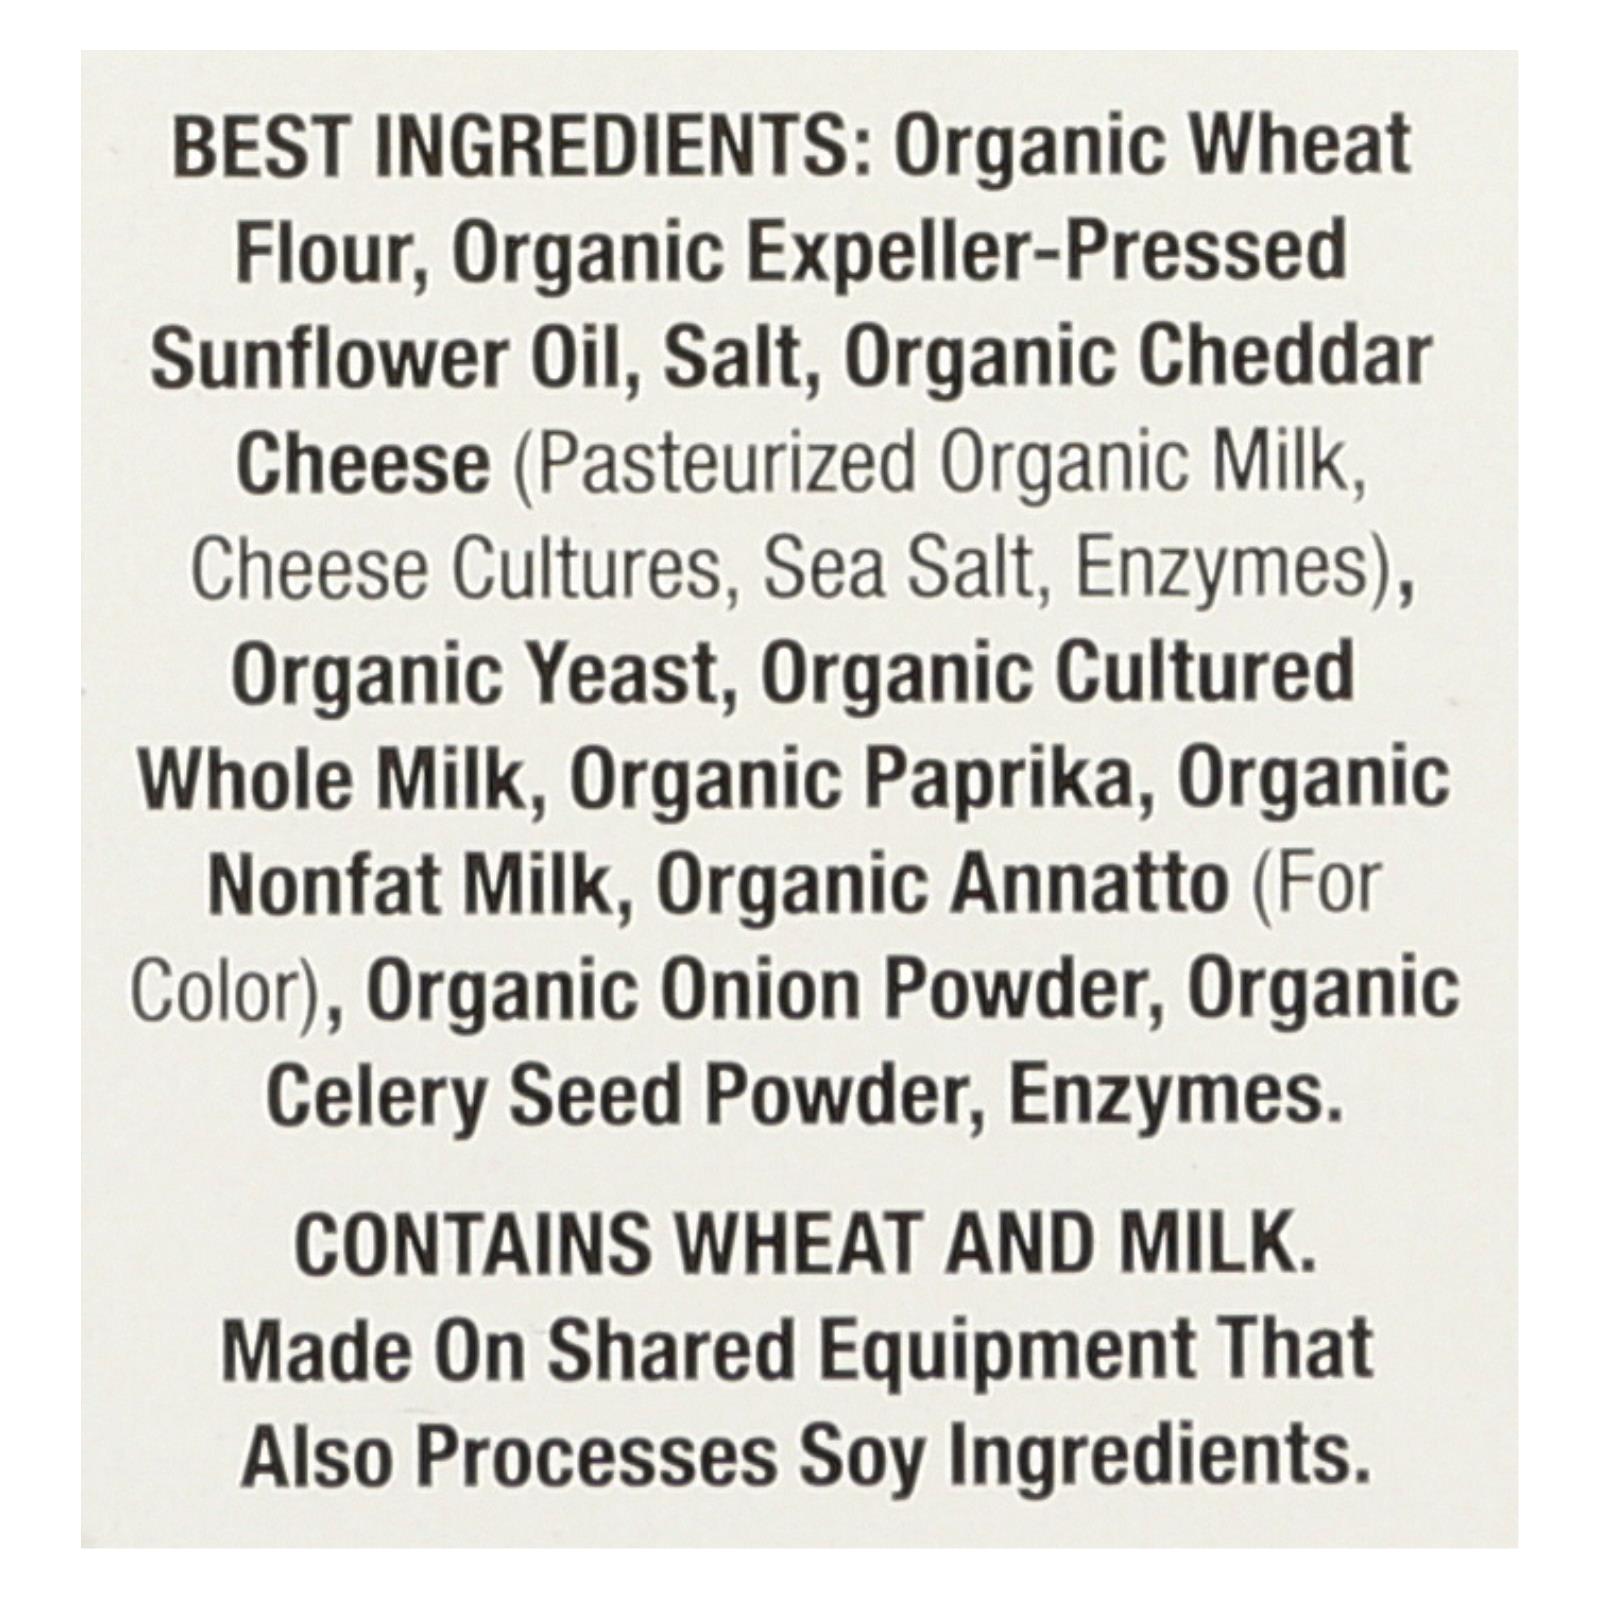 BEST INGREDIENTS: Organic Wheat
Flour, Organic Expeller-Pressed
Sunflower Oil, Salt, Organic Cheddar
Cheese (Pasteurized Organic Milk,
Cheese Cultures, Sea Salt, Enzymes),
Organic Yeast, Organic Cultured
Whole Milk, Organic Paprika, Organic
Nonfat Milk, Organic Annatto (For
Color), Organic Onion Powder, Organic
Celery Seed Powder, Enzymes.
CONTAINS WHEAT AND MILK.
Made On Shared Equipment That
Also Processes Soy Ingredients.